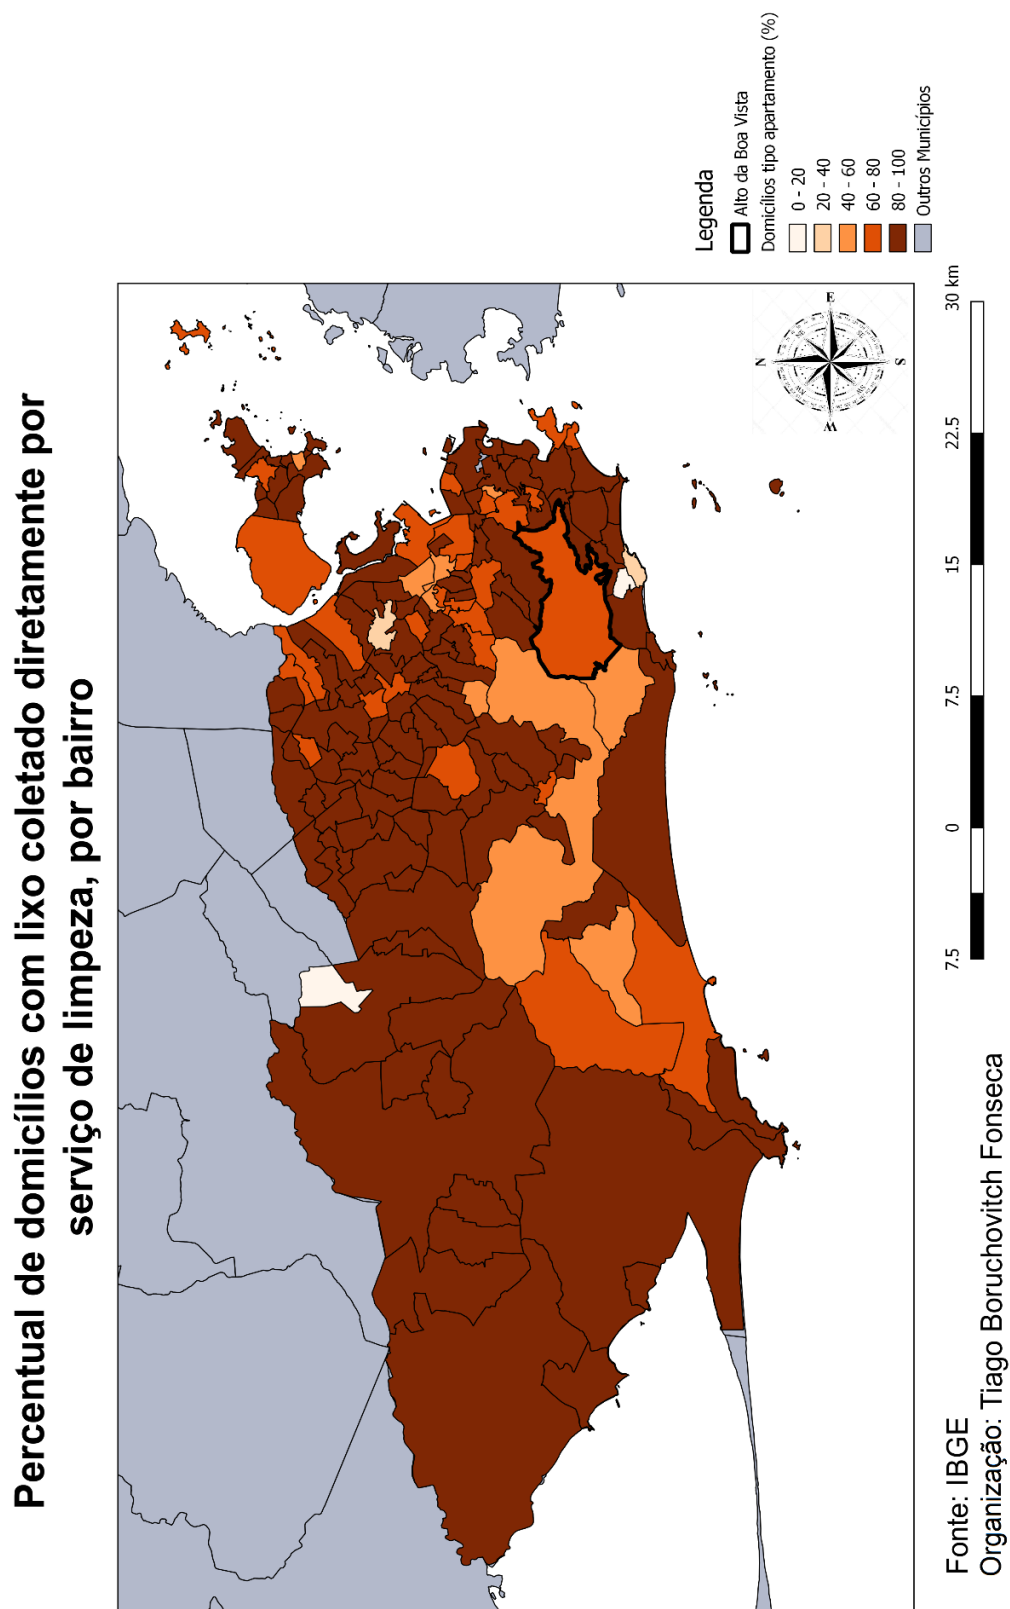 Percentual de domicílios com lixo coletado diretamente por
serviço de limpeza, por bairro
N
E
S
W
Legenda
Alto da Boa Vista
Domicílios tipo apartamento (%)
0 - 20
20 - 40
40 - 60
60 - 80
80 - 100
Outros Municípios
7.5 0 7.5 15 22.5 30 km
Fonte: IBGE
Organização: Tiago Boruchovitch Fonseca